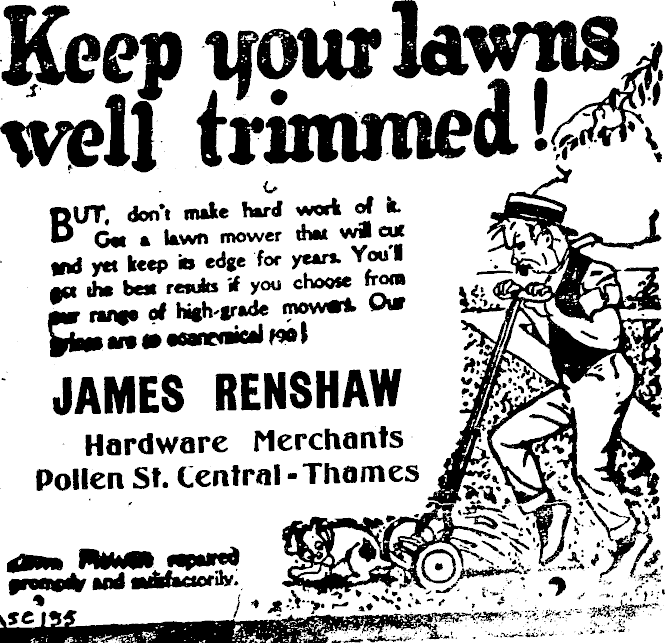 Keep your lawns
well trimmed!
BUT, don't make hard work of it.
Get a lawn mower that will cut
and yet keep its edge for years. You'll
get the best results if you choose from
our range of high-grade mowers. Our
prices are so economical too!
JAMES RENSHAW
Hardware Merchants
Pollen St. Central - Thames
Lawn Mowers repaired
promptly and satisfactorily.